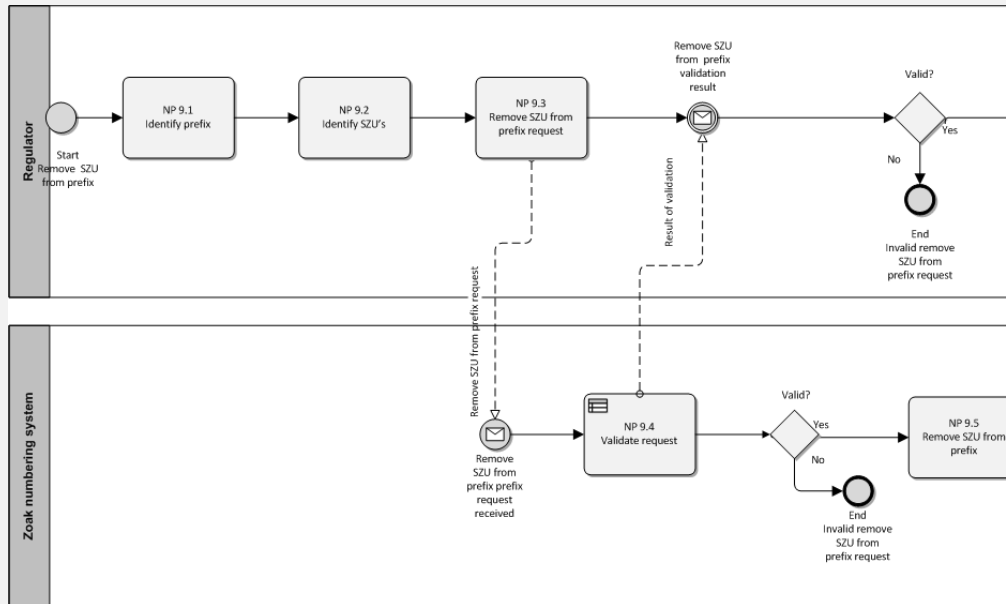 Regulator
Start
Remove  SZU
from prefix
NP 9.1
Identify prefix
NP 9.2
Identify SZU's
NP 9.3
Remove SZU from
prefix request
Remove SZU
from  prefix
validation
result
Valid?
Yes
No
End
Invalid remove
SZU from
prefix request
Remove SZU from prefix request
Result of validation
Zoak numbering system
Remove
SZU from
prefix prefix
request
received
NP 9.4
Validate request
Valid?
Yes
No
End
Invalid remove
SZU from
prefix request
NP 9.5
Remove SZU from
prefix